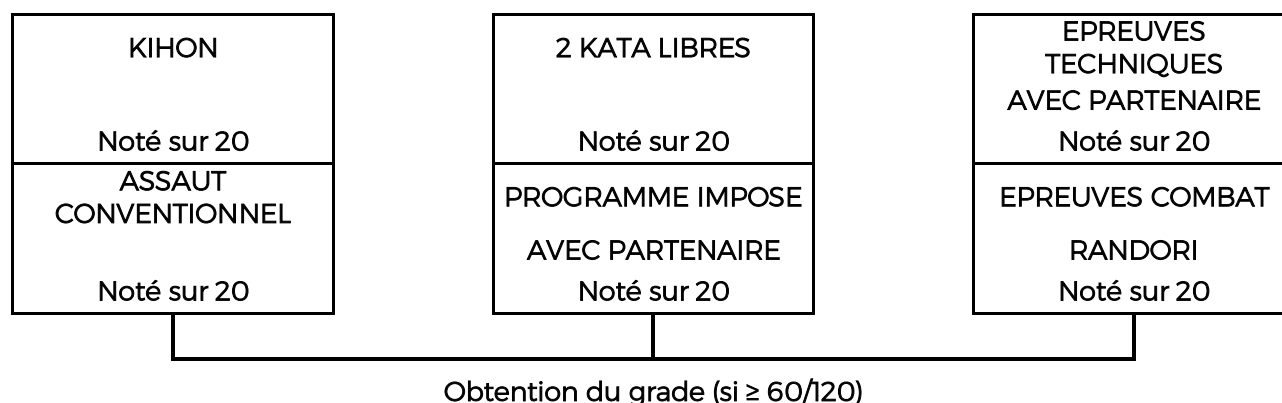 KIHON
Noté sur 20
ASSAUT
CONVENTIONNEL
Noté sur 20
2 KATA LIBRES
Noté sur 20
PROGRAMME IMPOSE
AVEC PARTENAIRE
Noté sur 20
EPREUVES
TECHNIQUES
AVEC PARTENAIRE
Noté sur 20
EPREUVES COMBAT
RANDORI
Noté sur 20
Obtention du grade (si ≥ 60/120)